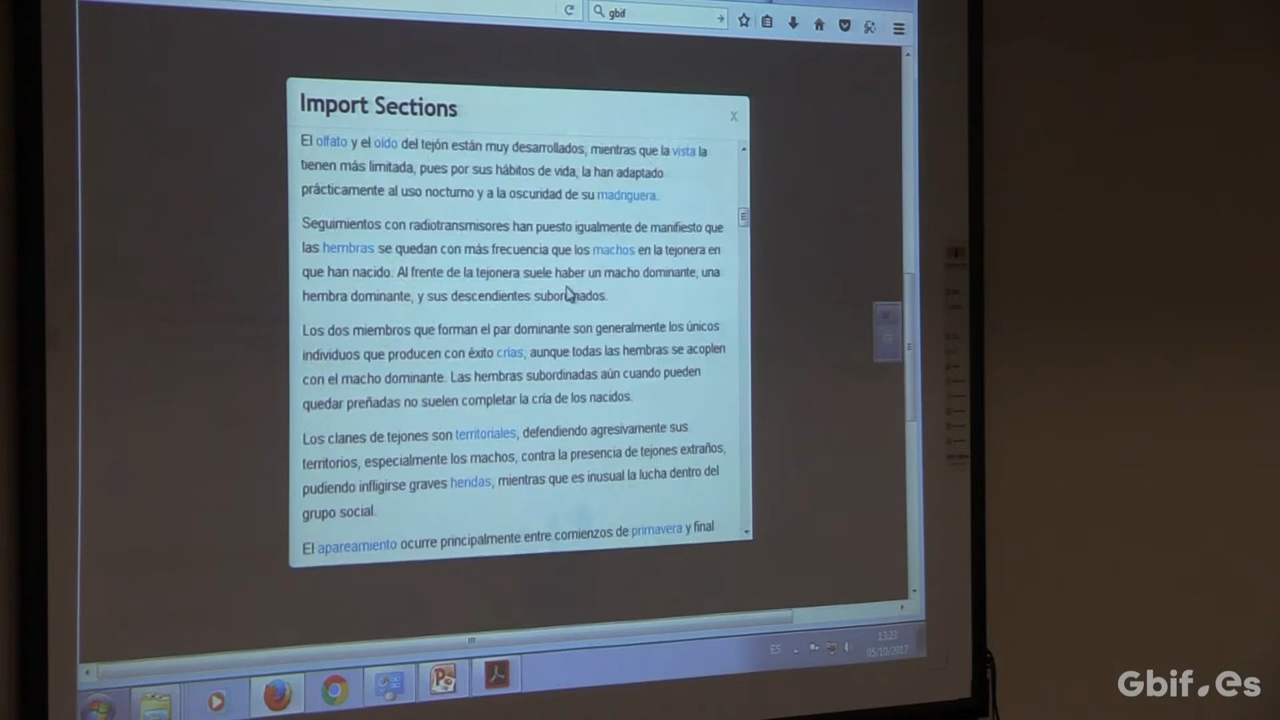 gbif
Import Sections
X
El olfato y el oído del tejón están muy desarrollados, mientras que la vista la
tienen más limitada, pues por sus hábitos de vida, la han adaptado
prácticamente al uso nocturno y a la oscuridad de su madriguera.
Seguimientos con radiotransmisores han puesto igualmente de manifiesto que
las hembras se quedan con más frecuencia que los machos en la tejonera en
que han nacido. Al frente de la tejonera suele haber un macho dominante, una
hembra dominante, y sus descendientes subordinados.
Los dos miembros que forman el par dominante son generalmente los únicos
individuos que producen con éxito crías, aunque todas las hembras se acoplen
con el macho dominante. Las hembras subordinadas aún cuando pueden
quedar preñadas no suelen completar la cría de los nacidos.
Los clanes de tejones son territoriales, defendiendo agresivamente sus
territorios, especialmente los machos, contra la presencia de tejones extraños,
pudiendo infligirse graves heridas, mientras que es inusual la lucha dentro del
grupo social.
El apareamiento ocurre principalmente entre comienzos de primavera y final
ES
13:23
05/10/2017
Gbif.es